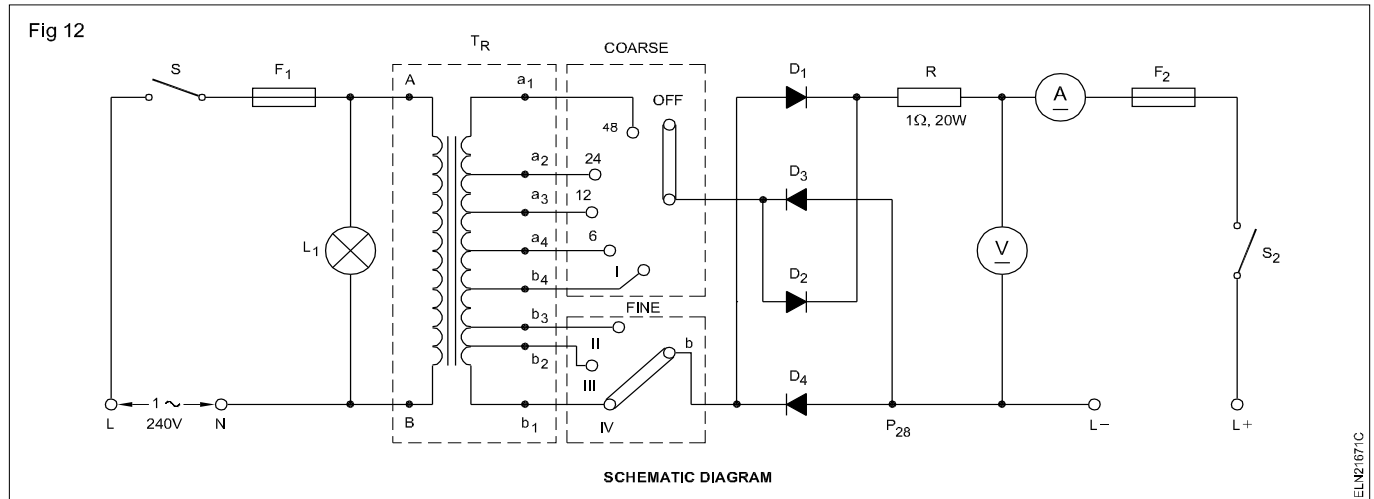 Fig 12
TR
COARSE
S
F1
A
a1
OFF
48
D1
R
1Ω, 20W
A
F2
a2
24
a3
12
D3
a4
6
L1
I
V
S2
b4
D2
FINE
b3
II
b2
III
b
D4
L
1 ~
240V
N
B
b1
IV
P28
L-
L+
SCHEMATIC DIAGRAM
ELN21671C